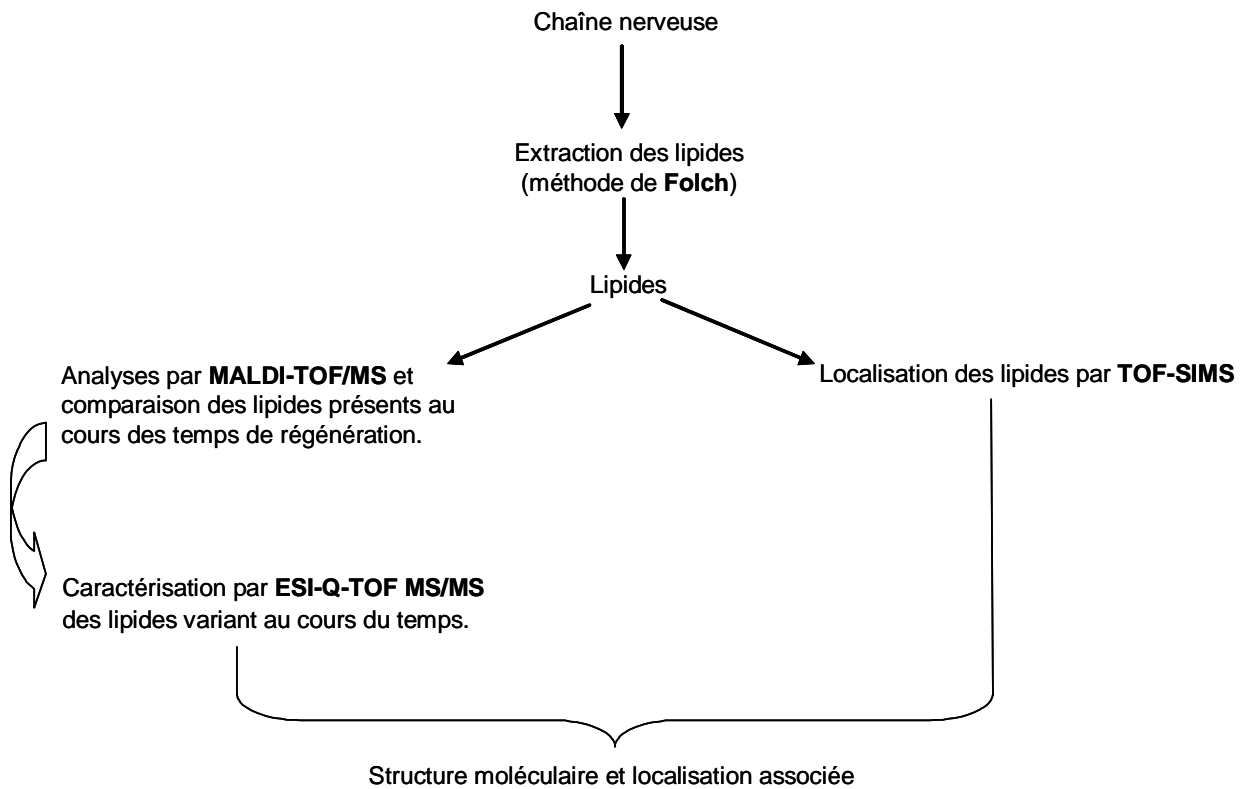 Chaîne nerveuse
Extraction des lipides
(méthode de Folch)
Lipides
Analyses par MALDI-TOF/MS et
comparaison des lipides présents au
cours des temps de régénération.
Localisation des lipides par TOF-SIMS
Caractérisation par ESI-Q-TOF MS/MS
des lipides variant au cours du temps.
Structure moléculaire et localisation associée